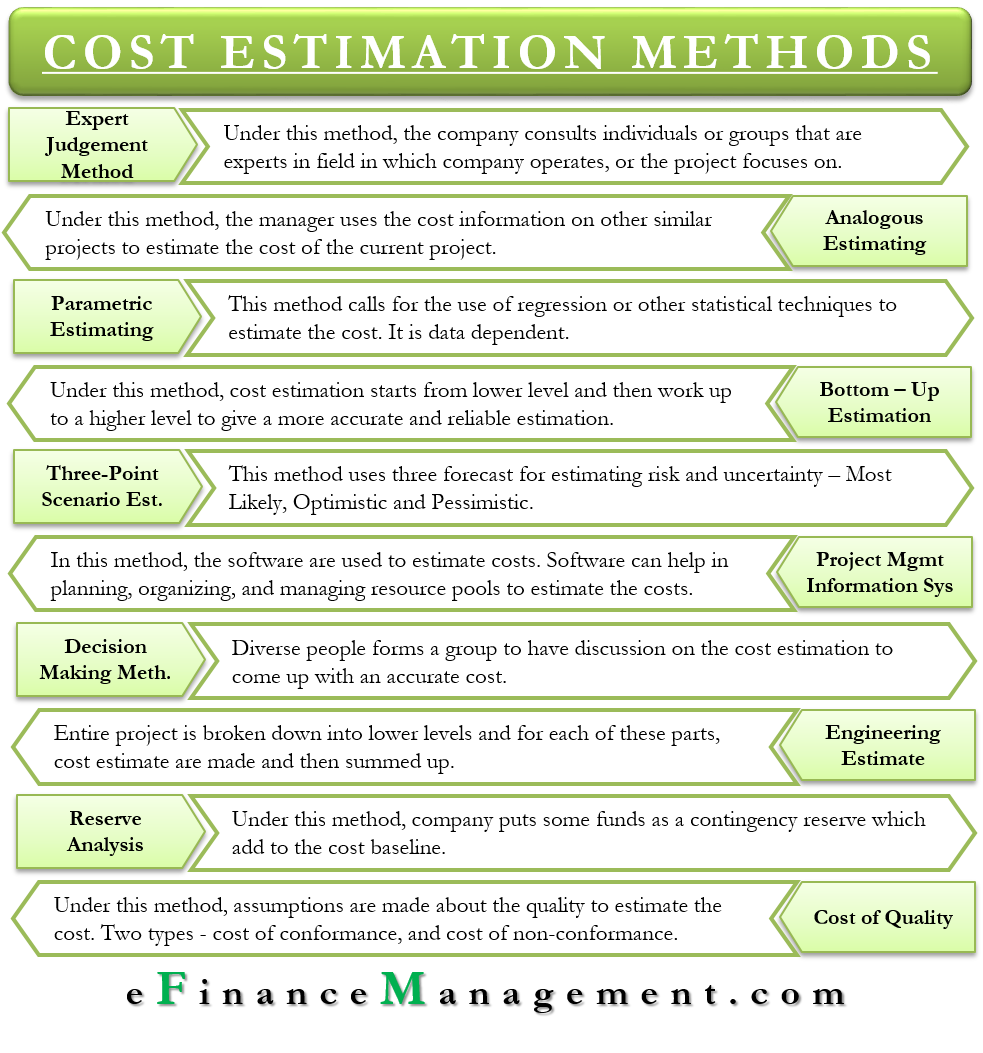 COST ESTIMATION METHODS
Expert
Judgement
Method
Under this method, the company consults individuals or groups that are
experts in field in which company operates, or the project focuses on.
Under this method, the manager uses the cost information on other similar
projects to estimate the cost of the current project.
Analogous
Estimating
Parametric
Estimating
This method calls for the use of regression or other statistical techniques to
estimate the cost. It is data dependent.
Under this method, cost estimation starts from lower level and then work up
to a higher level to give a more accurate and reliable estimation.
Bottom – Up
Estimation
Three-Point
Scenario Est.
This method uses three forecast for estimating risk and uncertainty – Most
Likely, Optimistic and Pessimistic.
In this method, the software are used to estimate costs. Software can help in
planning, organizing, and managing resource pools to estimate the costs.
Project Mgmt
Information Sys
Decision
Making Meth.
Diverse people forms a group to have discussion on the cost estimation to
come up with an accurate cost.
Entire project is broken down into lower levels and for each of these parts,
cost estimate are made and then summed up.
Engineering
Estimate
Reserve
Analysis
Under this method, company puts some funds as a contingency reserve which
add to the cost baseline.
Under this method, assumptions are made about the quality to estimate the
cost. Two types - cost of conformance, and cost of non-conformance.
Cost of Quality
eFinanceManagement.com